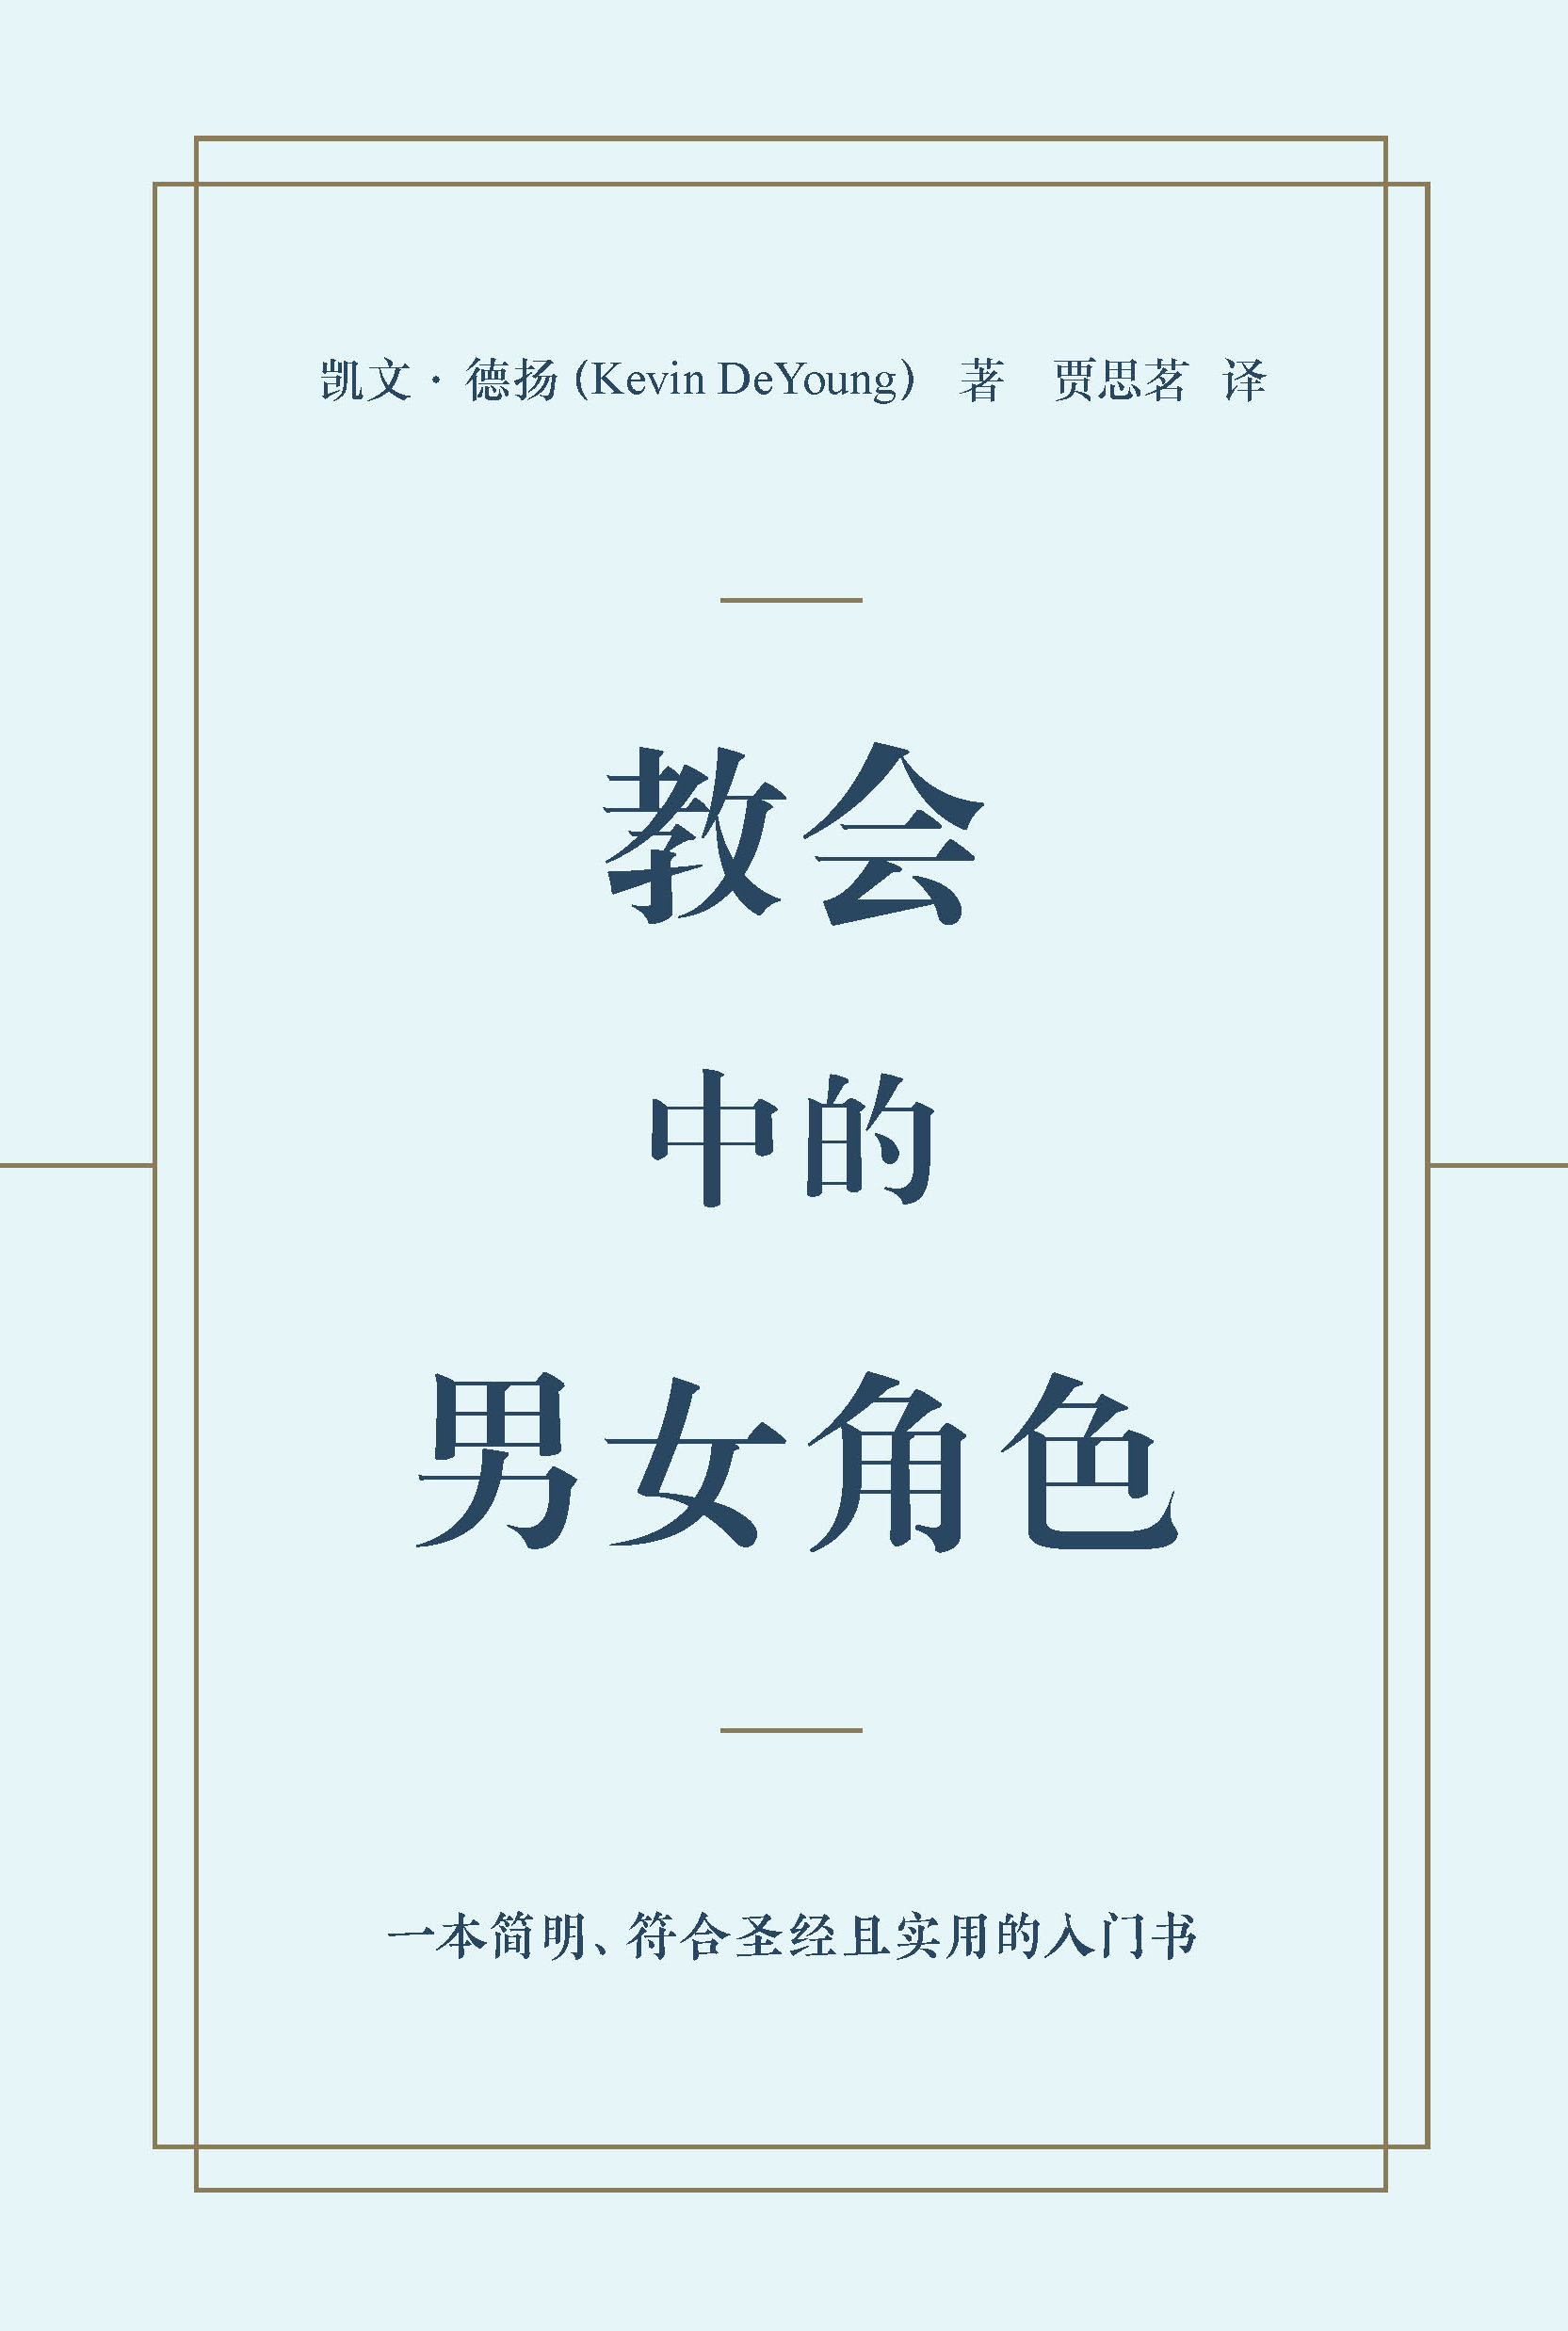 凯文·德扬 (Kevin DeYoung) 著 贾思茗 译
教会
中的
男女角色
一本简明、符合圣经且实用的入门书